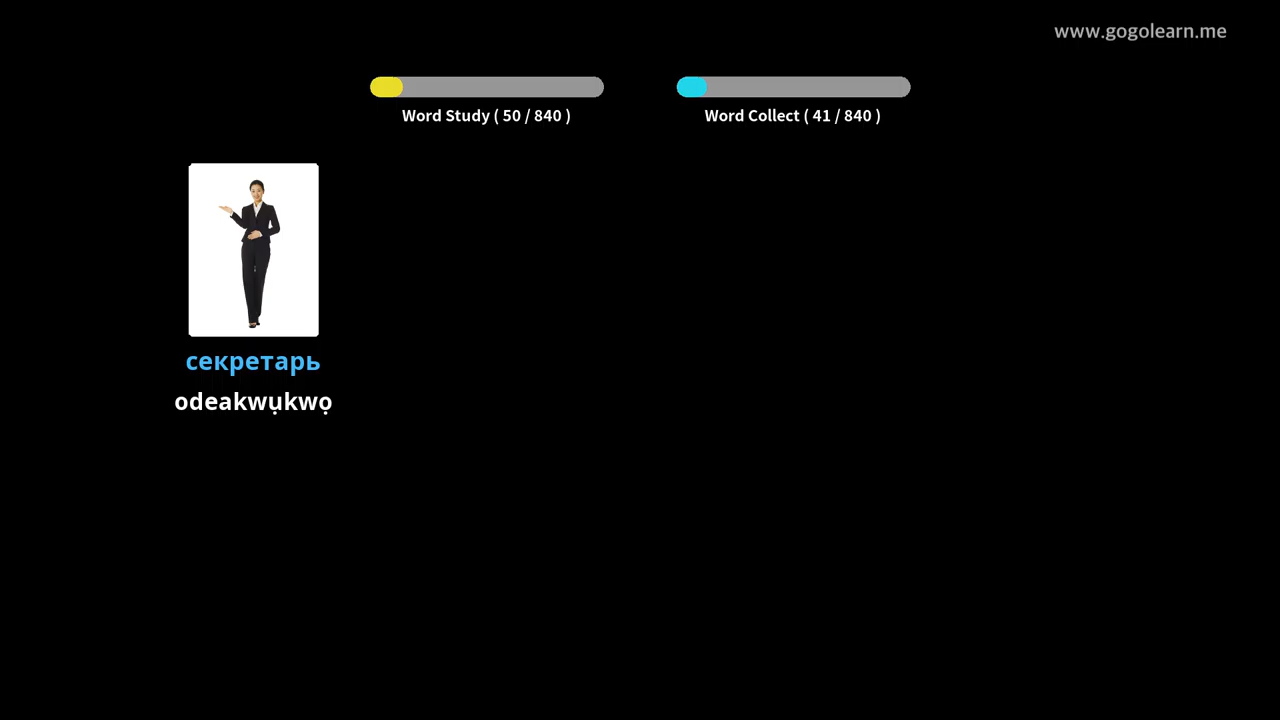 www.gogolearn.me
Word Study ( 50 / 840 )
Word Collect ( 41 / 840 )
секретарь
odeakwụkwọ